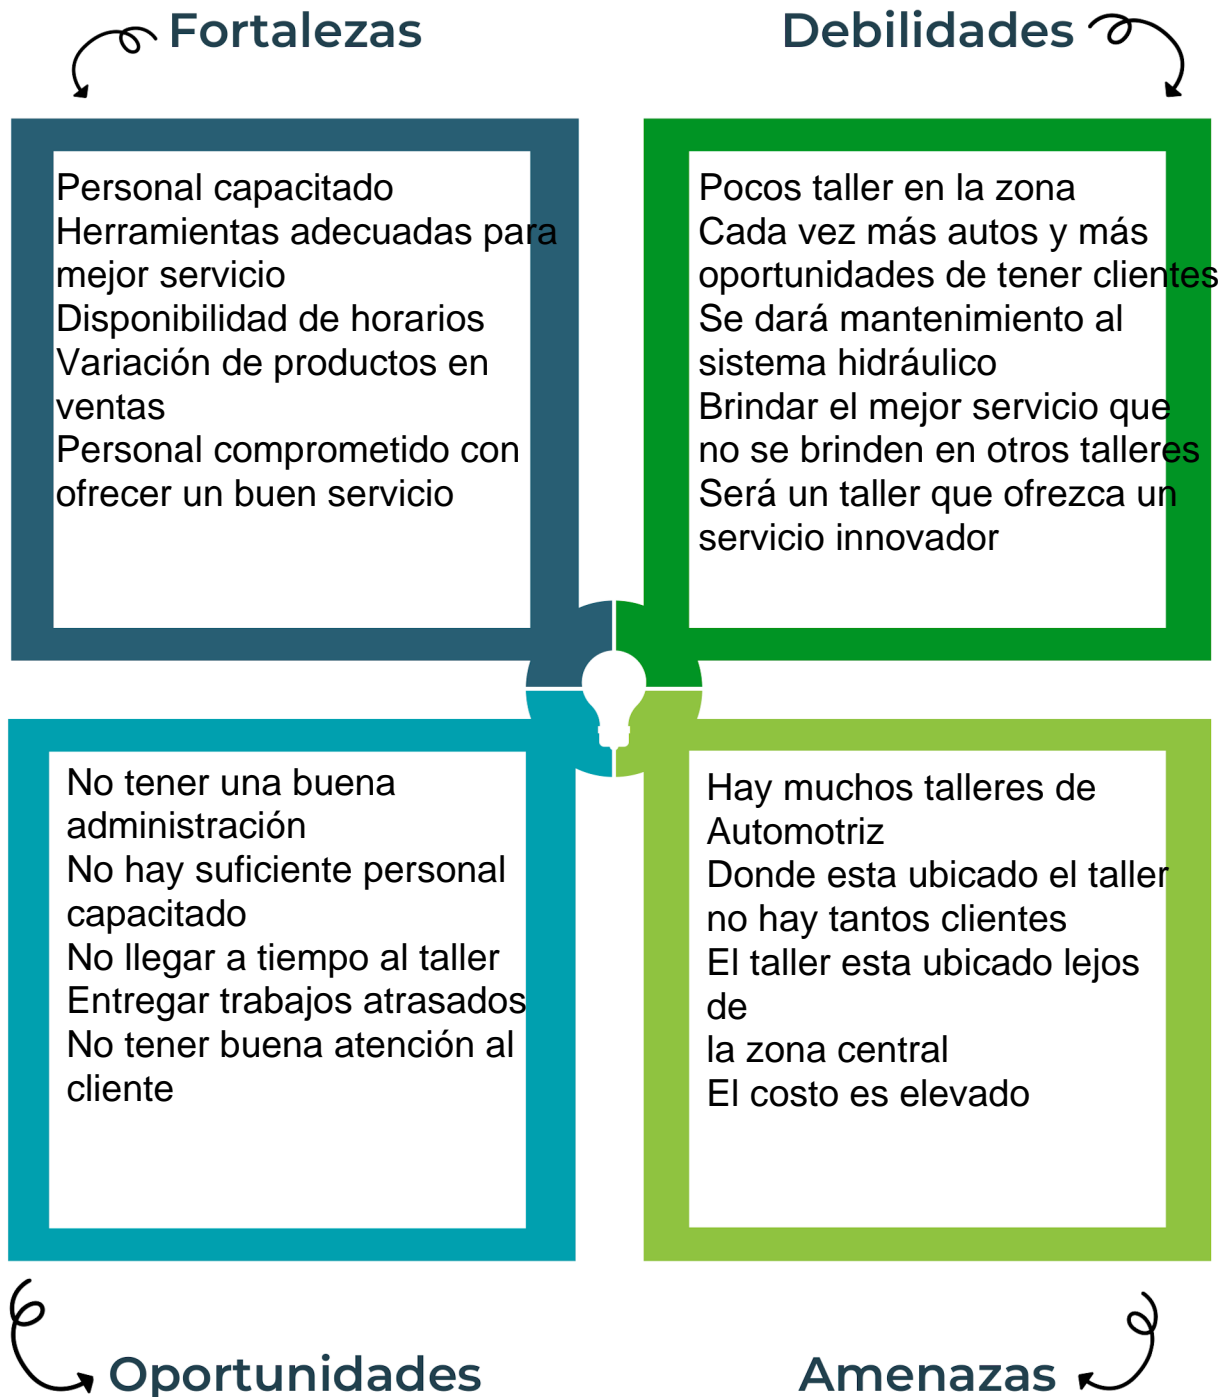 Fortalezas
Debilidades
Personal capacitado
Herramientas adecuadas para
mejor servicio
Disponibilidad de horarios
Variación de productos en
ventas
Personal comprometido con
ofrecer un buen servicio
Pocos taller en la zona
Cada vez más autos y más
oportunidades de tener clientes
Se dará mantenimiento al
sistema hidráulico
Brindar el mejor servicio que
no se brinden en otros talleres
Será un taller que ofrezca un
servicio innovador
No tener una buena
administración
No hay suficiente personal
capacitado
No llegar a tiempo al taller
Entregar trabajos atrasados
No tener buena atención al
cliente
Hay muchos talleres de
Automotriz
Donde esta ubicado el taller
no hay tantos clientes
El taller esta ubicado lejos
de
la zona central
El costo es elevado
Oportunidades
Amenazas